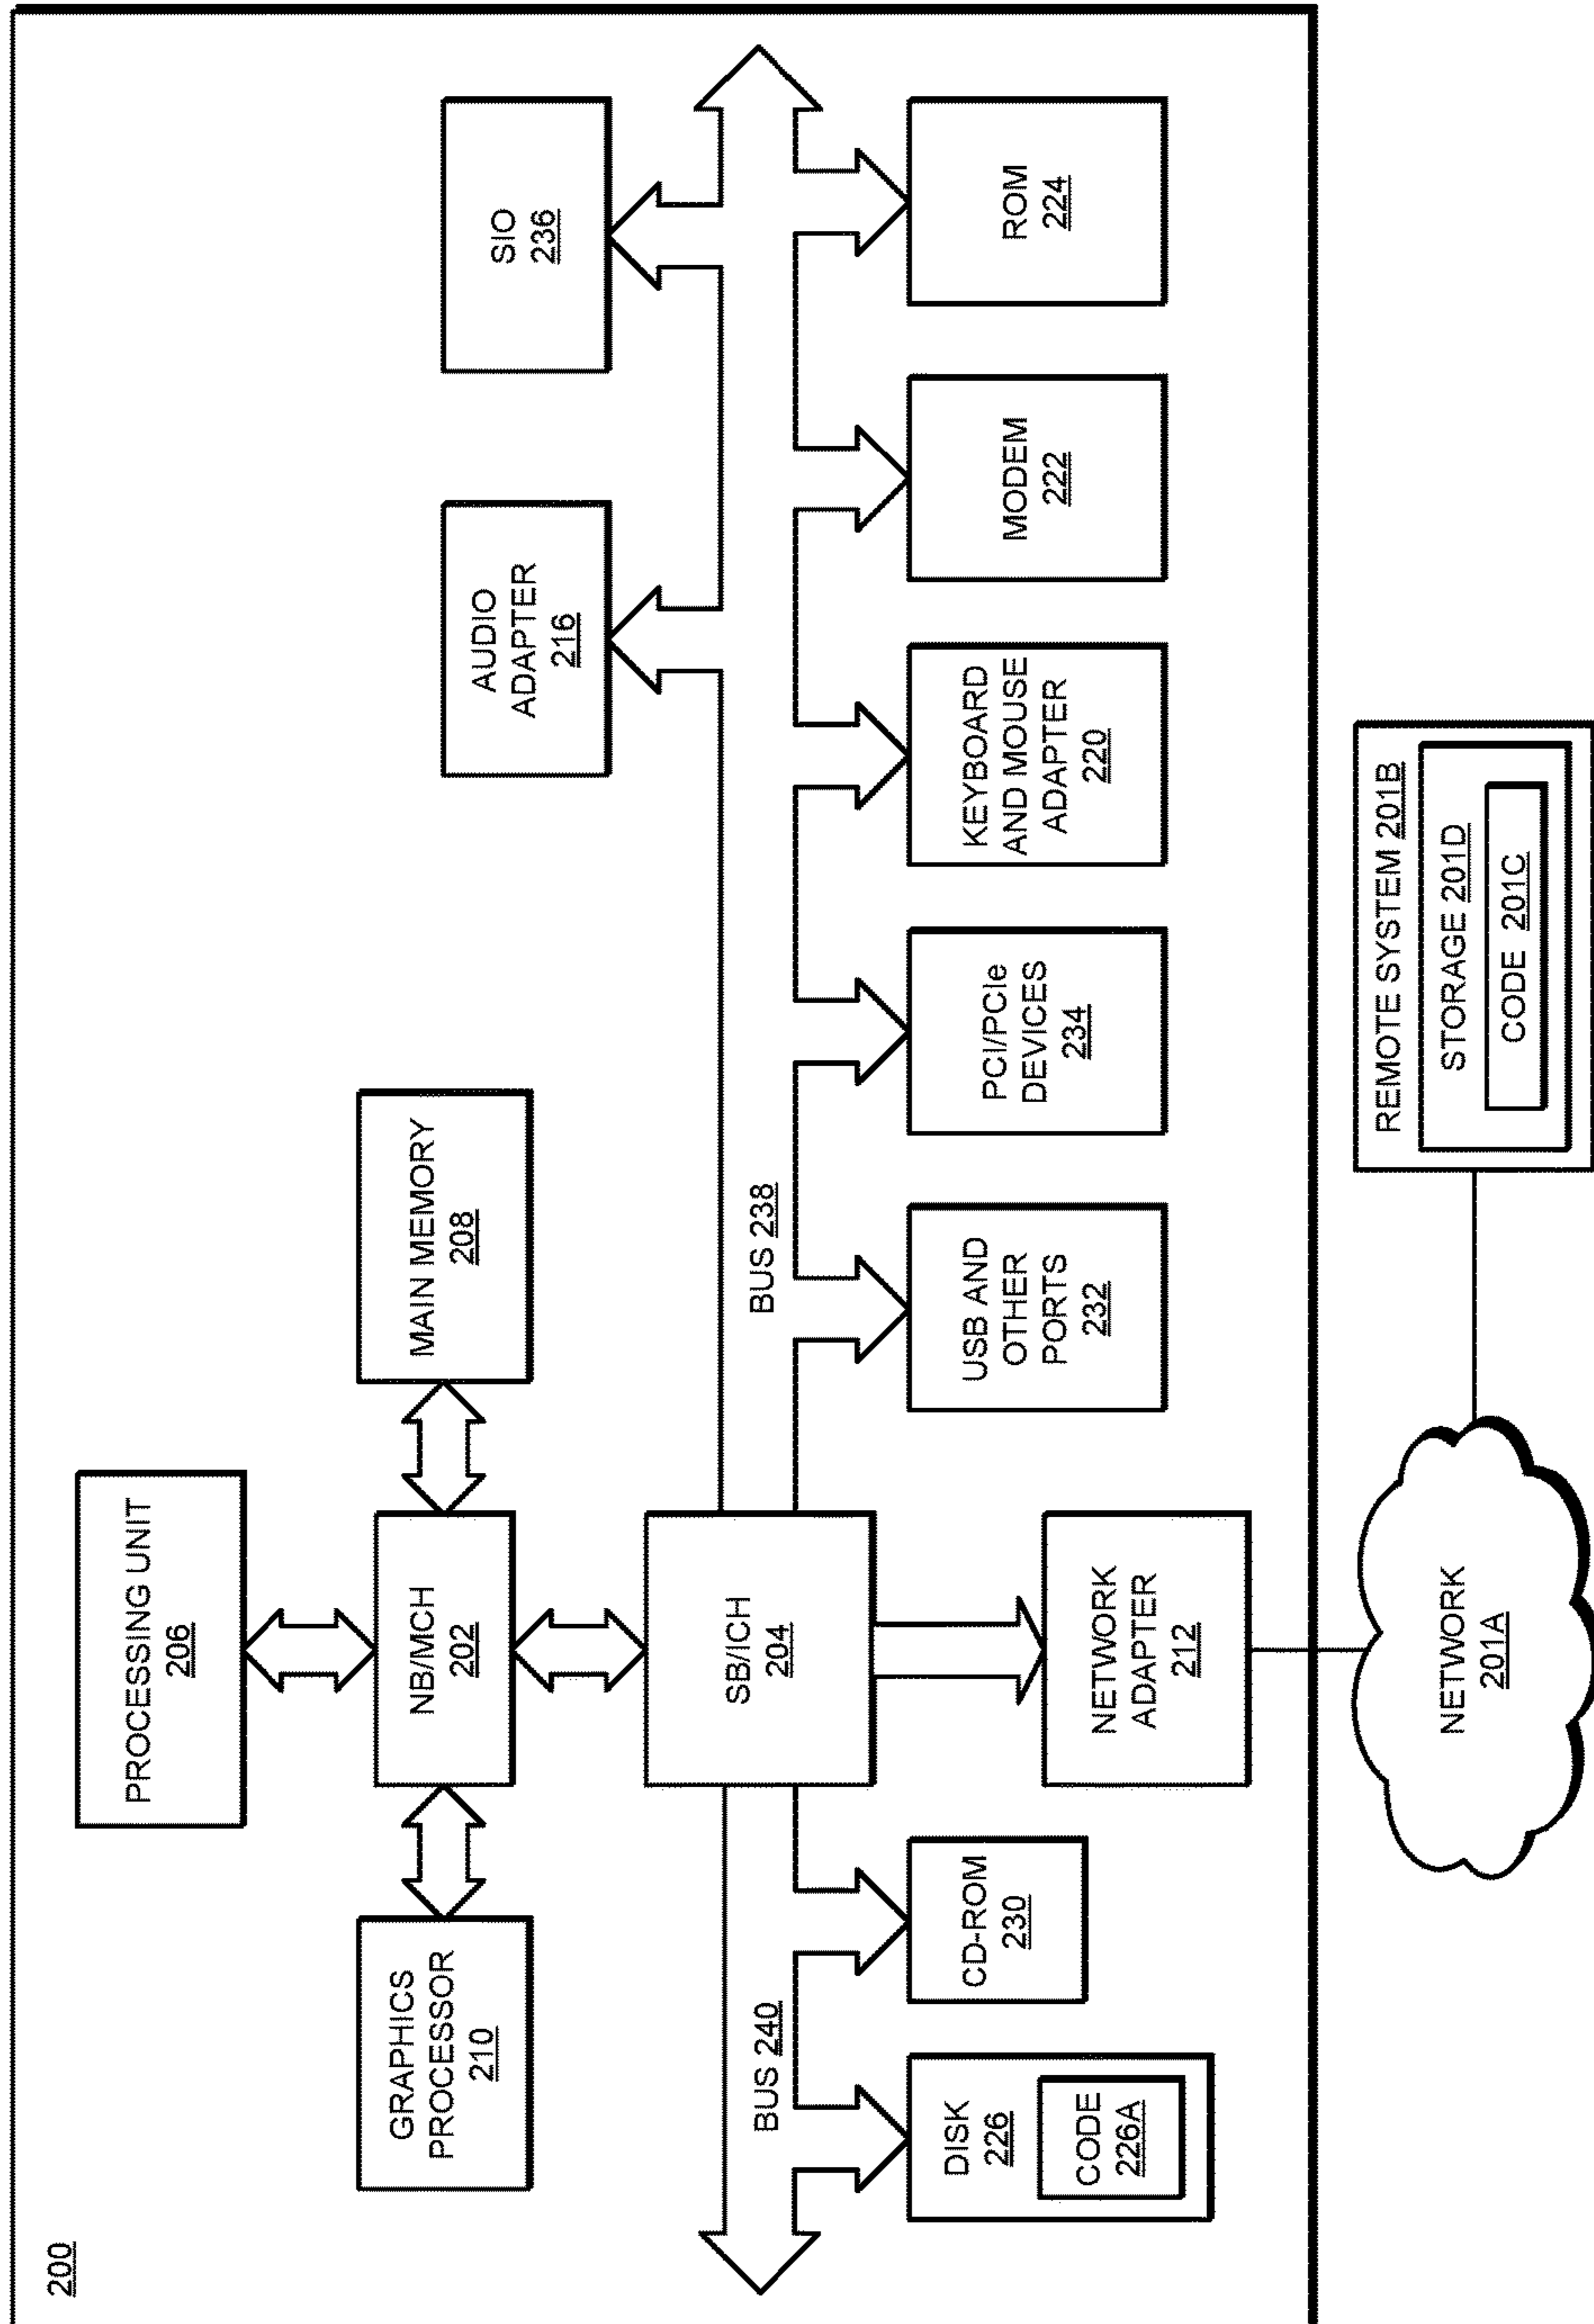 200
PROCESSING UNIT
206
GRAPHICS
PROCESSOR
210
NB/MCH
202
MAIN MEMORY
208
AUDIO
ADAPTER
216
SIO
236
SB/ICH
204
BUS 240
BUS 238
DISK
226
CODE
226A
CD-ROM
230
NETWORK
ADAPTER
212
USB AND
OTHER
PORTS
232
PCI/PCIe
DEVICES
234
KEYBOARD
AND MOUSE
ADAPTER
220
MODEM
222
ROM
224
NETWORK
201A
REMOTE SYSTEM 201B
STORAGE 201D
CODE 201C